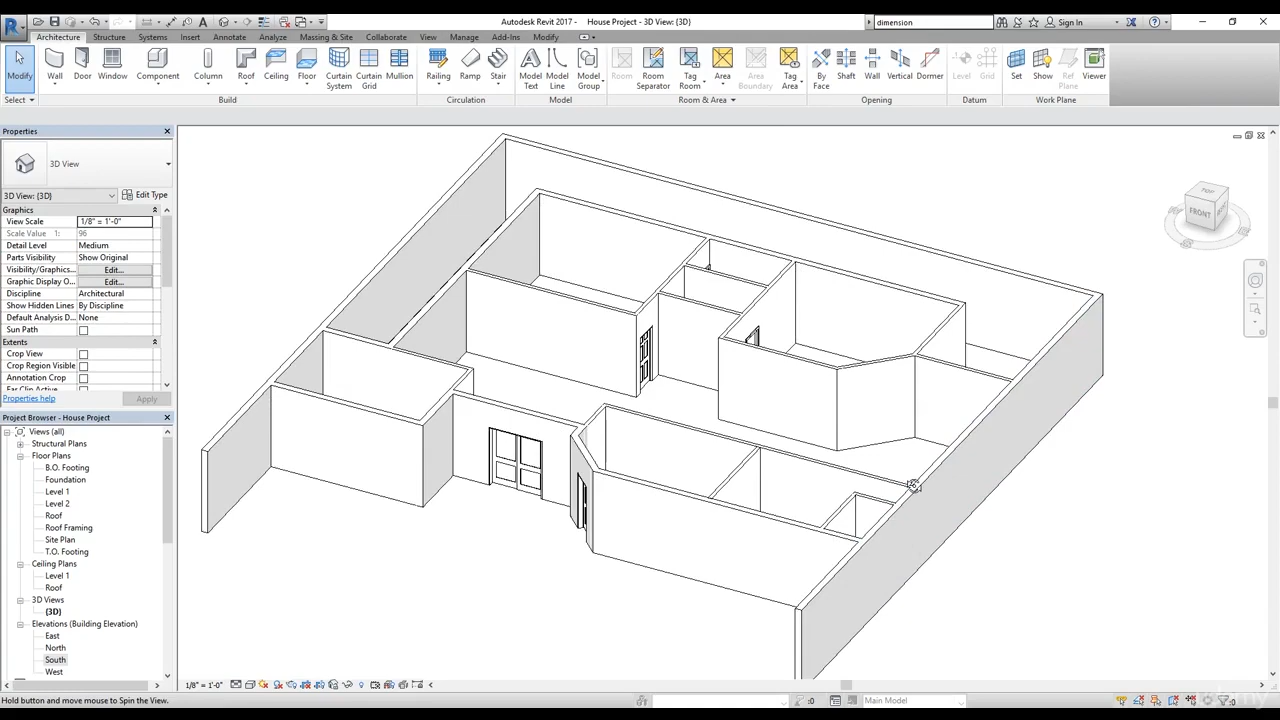 Autodesk Revit 2017 - House Project - 3D View: {3D}
dimension
Sign In
Architecture Structure Systems Insert Annotate Analyze Massing & Site Collaborate View Manage Add-Ins Modify
Modify Wall Door Window Component Column Roof Ceiling Floor Curtain System Curtain Grid Mullion Railing Ramp Stair Model Text Model Line Model Group Room Room Separator Tag Room Area Area Boundary Tag Area By Face Shaft Wall Vertical Dormer Level Grid Set Show Ref Plane Viewer
Select Build Circulation Model Room & Area Opening Datum Work Plane
Properties
3D View
3D View: {3D} Edit Type
Graphics
View Scale 1/8" = 1'-0"
Scale Value 1: 96
Detail Level Medium
Parts Visibility Show Original
Visibility/Graphics... Edit...
Graphic Display O... Edit...
Discipline Architectural
Show Hidden Lines By Discipline
Default Analysis D... None
Sun Path
Extents
Crop View
Crop Region Visible
Annotation Crop
Far Clip Active
Properties help Apply
Project Browser - House Project
Views (all)
Structural Plans
Floor Plans
B.O. Footing
Foundation
Level 1
Level 2
Roof
Roof Framing
Site Plan
T.O. Footing
Ceiling Plans
Level 1
Roof
3D Views
{3D}
Elevations (Building Elevation)
East
North
South
West
TOP
FRONT
1/8" = 1'-0"
Hold button and move mouse to Spin the View.
:0
Main Model
:0